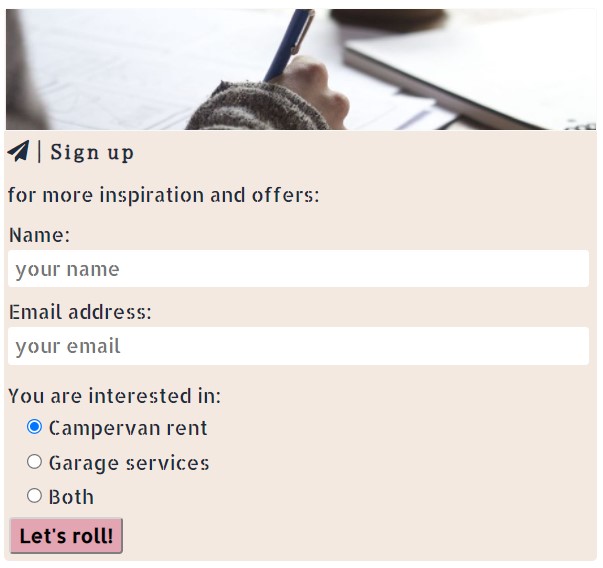 | Sign up
for more inspiration and offers:
Name:
your name
Email address:
your email
You are interested in:
Campervan rent
Garage services
Both
Let's roll!